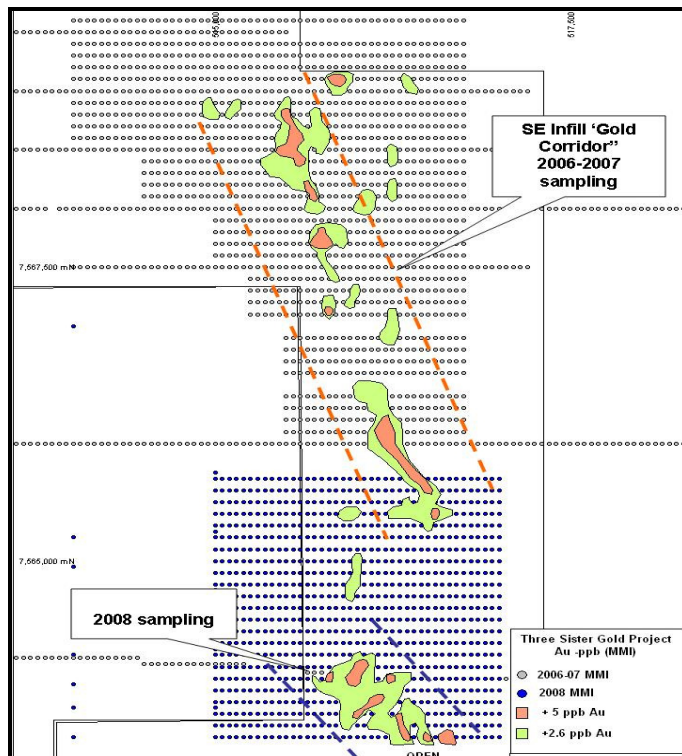 595,000
517,500
SE Infill ‘Gold
Corridor”
2006-2007
sampling
7,567,500 mN
7,565,000 mN
2008 sampling
Three Sister Gold Project
Au -ppb (MMI)
2006-07 MMI
2008 MMI
+ 5 ppb Au
+2.6 ppb Au
OPEN